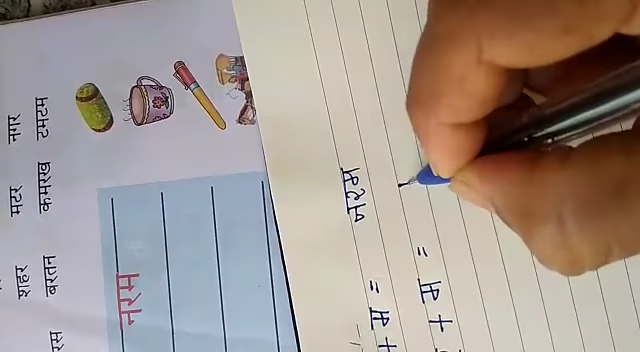 शहर मटर नगर
बरतन कमरख टमटम
नरम
+ म = नरम
+ म =